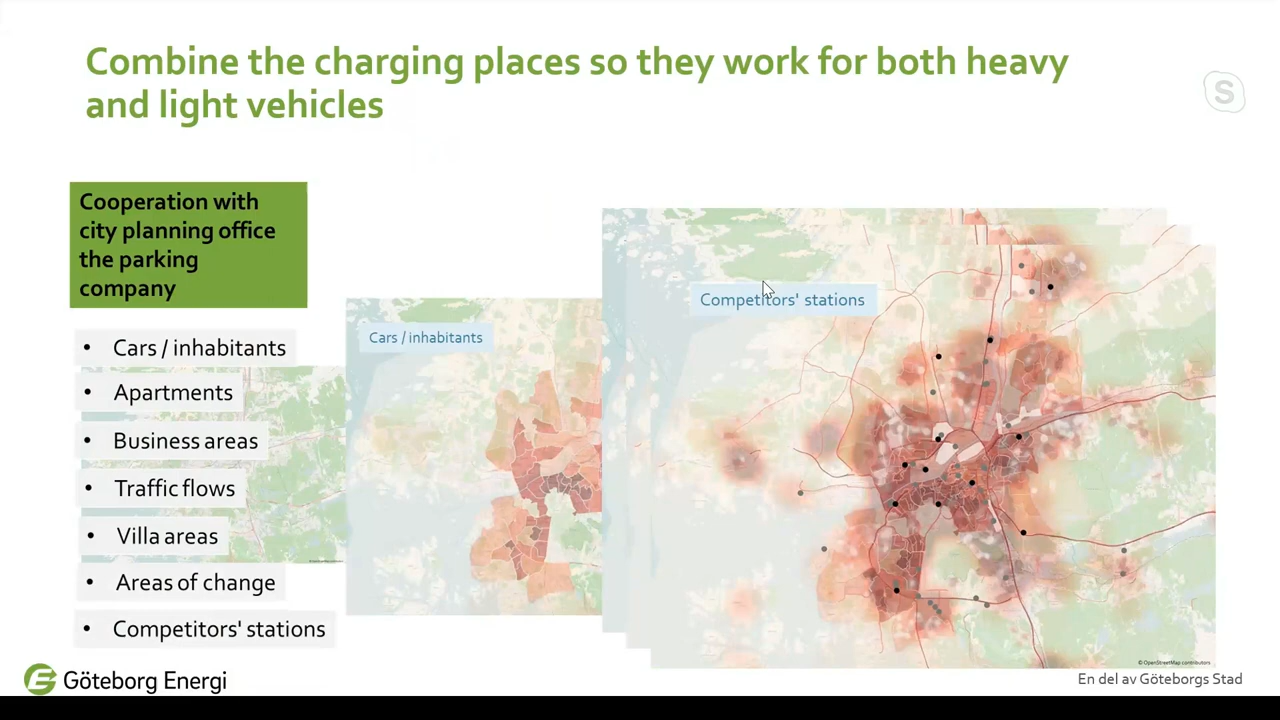 Combine the charging places so they work for both heavy
and light vehicles
S
Cooperation with
city planning office
the parking
company
• Cars / inhabitants
• Apartments
• Business areas
• Traffic flows
• Villa areas
• Areas of change
• Competitors' stations
Cars / inhabitants
Competitors' stations
© OpenStreetMap contributors
Göteborg Energi
En del av Göteborgs Stad